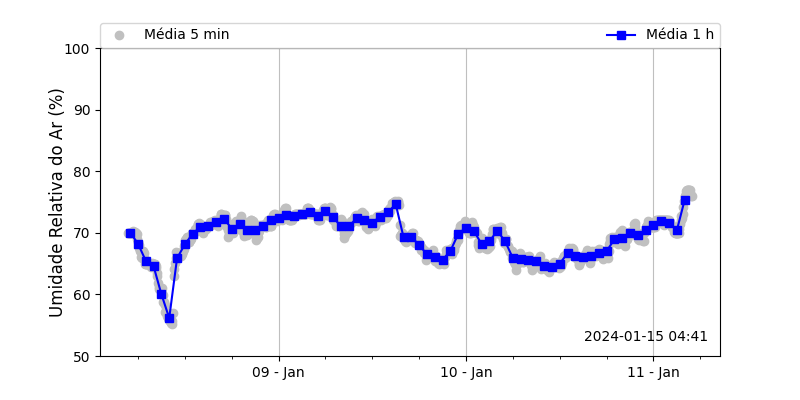 Média 5 min
Média 1 h
Umidade Relativa do Ar (%)
100
90
80
70
60
50
2024-01-15 04:41
09 - Jan
10 - Jan
11 - Jan